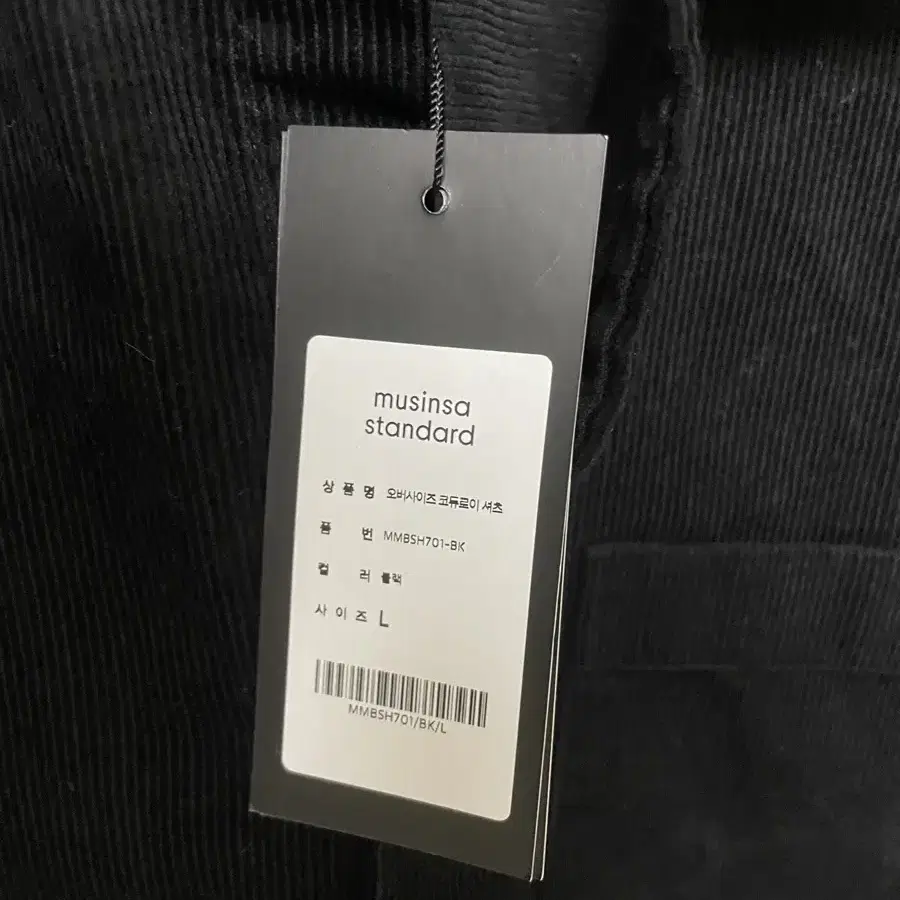 musinsa
standard
상 품 명 오버사이즈 코듀로이 셔츠
품 번 MMBSH701-BK
컬 러 블랙
사 이 즈 L
MMBSH701/BK/L